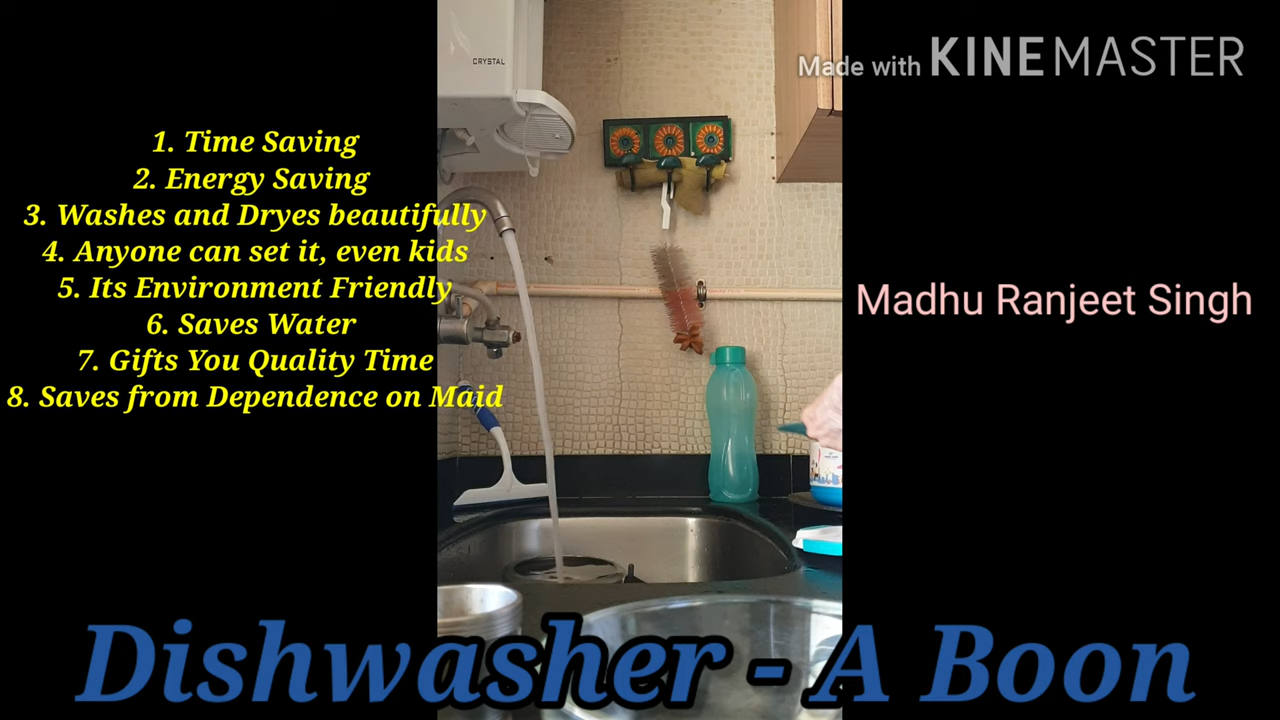 Made with KINEMASTER
CRYSTAL
1. Time Saving
2. Energy Saving
3. Washes and Dryes beautifully
4. Anyone can set it, even kids
5. Its Environment Friendly
6. Saves Water
7. Gifts You Quality Time
8. Saves from Dependence on Maid
Madhu Ranjeet Singh
Dishwasher - A Boon